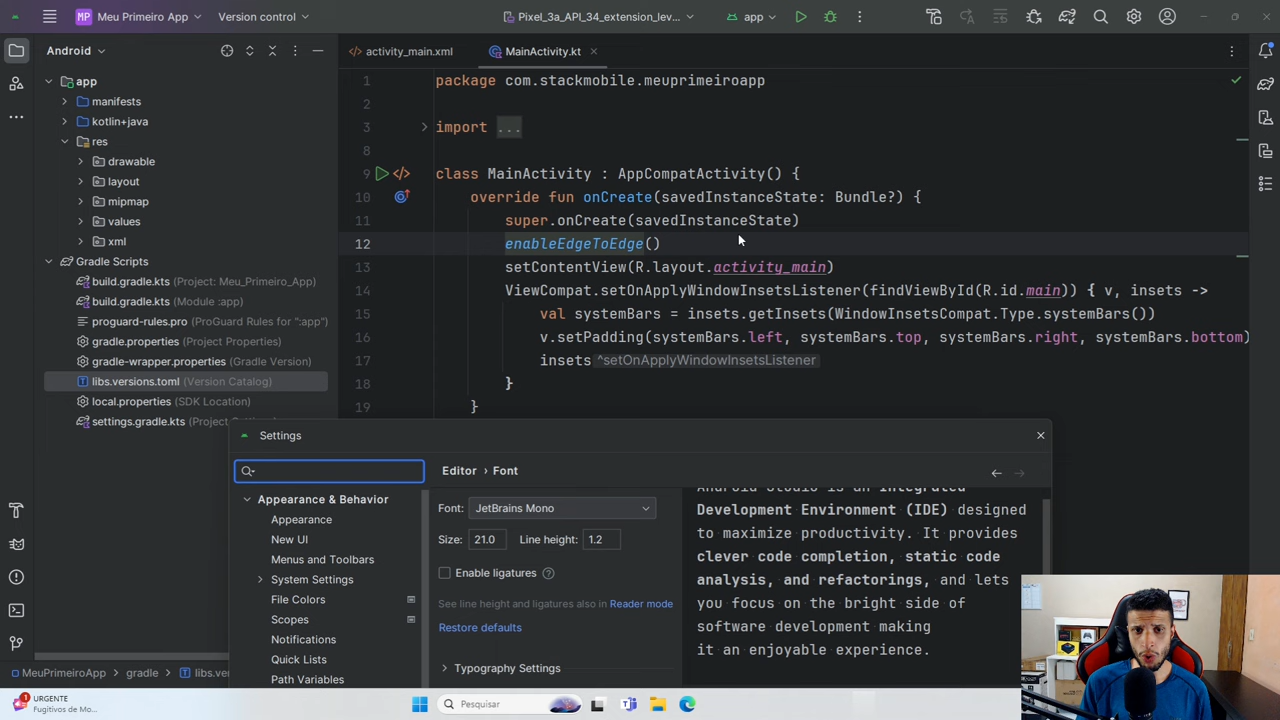 MP Meu Primeiro App Version control Pixel_3a_API_34_extension_lev... app
Android
activity_main.xml MainActivity.kt
app
manifests
kotlin+java
res
drawable
layout
mipmap
values
xml
Gradle Scripts
build.gradle.kts (Project: Meu_Primeiro_App)
build.gradle.kts (Module :app)
proguard-rules.pro (ProGuard Rules for ":app)
gradle.properties (Project Properties)
gradle-wrapper.properties (Gradle Version)
libs.versions.toml (Version Catalog)
local.properties (SDK Location)
settings.gradle.kts (Project
1 package com.stackmobile.meuprimeiroapp
2
3 import ...
8
9 class MainActivity : AppCompatActivity() {
10 override fun onCreate(savedInstanceState: Bundle?) {
11 super.onCreate(savedInstanceState)
12 enableEdgeToEdge()
13 setContentView(R.layout.activity_main)
14 ViewCompat.setOnApplyWindowInsetsListener(findViewById(R.id.main)) { v, insets ->
15 val systemBars = insets.getInsets(WindowInsetsCompat.Type.systemBars())
16 v.setPadding(systemBars.left, systemBars.top, systemBars.right, systemBars.bottom)
17 insets ^setOnApplyWindowInsetsListener
18 }
19 }
Settings
Appearance & Behavior
Appearance
New UI
Menus and Toolbars
System Settings
File Colors
Scopes
Notifications
Quick Lists
Path Variables
Editor › Font
Font: JetBrains Mono
Size: 21.0 Line height: 1.2
Enable ligatures ?
See line height and ligatures also in Reader mode
Restore defaults
Typography Settings
Android Studio is an Integrated
Development Environment (IDE) designed
to maximize productivity. It provides
clever code completion, static code
analysis, and refactorings, and lets
you focus on the bright side of
software development making
it an enjoyable experience.
MeuPrimeiroApp › gradle › libs.ve
URGENTE
Fugitivos de Mo...
Pesquisar